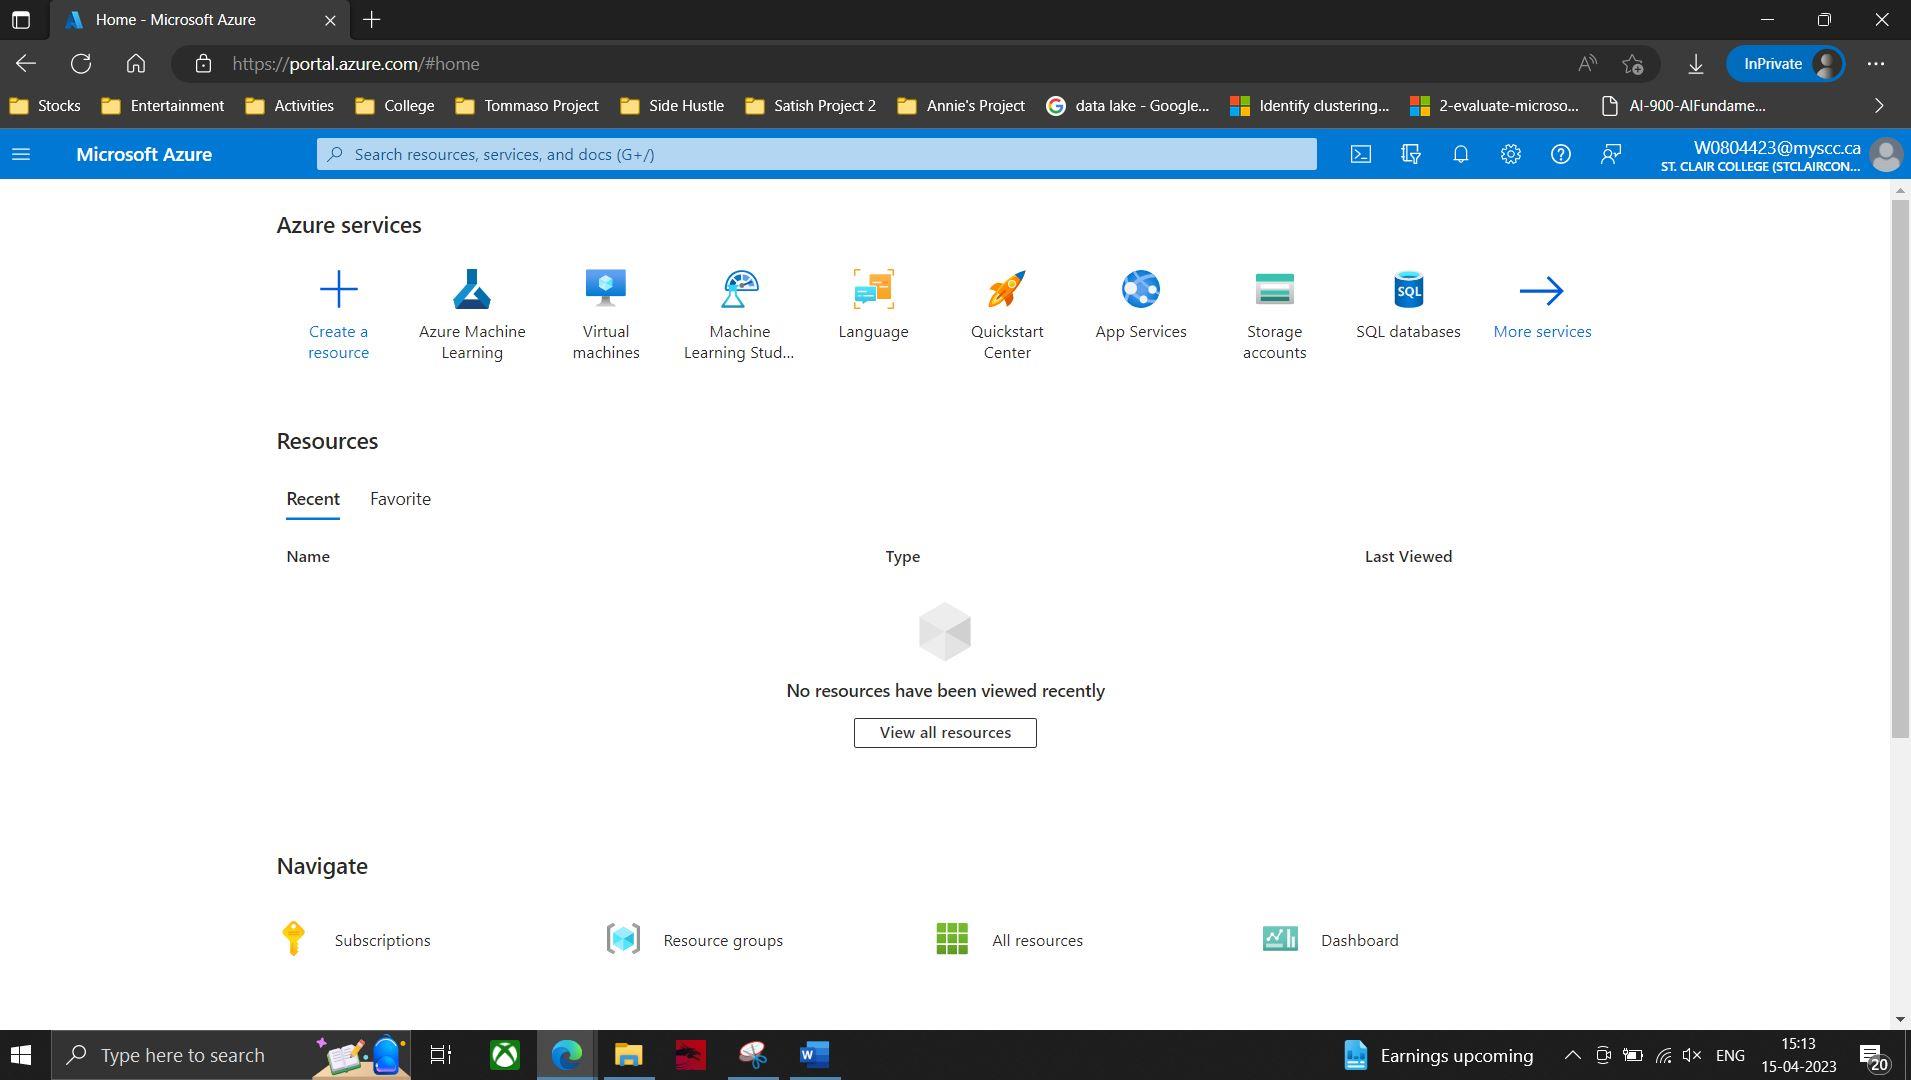 Home - Microsoft Azure
https://portal.azure.com/#home
InPrivate
Stocks
Entertainment
Activities
College
Tommaso Project
Side Hustle
Satish Project 2
Annie's Project
data lake - Google...
Identify clustering...
2-evaluate-microso...
AI-900-AIFundame...
Microsoft Azure
Search resources, services, and docs (G+/)
W0804423@myscc.ca
ST. CLAIR COLLEGE (STCLAIRCON...
Azure services
Create a
resource
Azure Machine
Learning
Virtual
machines
Machine
Learning Stud...
Language
Quickstart
Center
App Services
Storage
accounts
SQL
SQL databases
More services
Resources
Recent
Favorite
Name
Type
Last Viewed
No resources have been viewed recently
View all resources
Navigate
Subscriptions
Resource groups
All resources
Dashboard
Type here to search
W
Earnings upcoming
ENG
15:13
15-04-2023
20